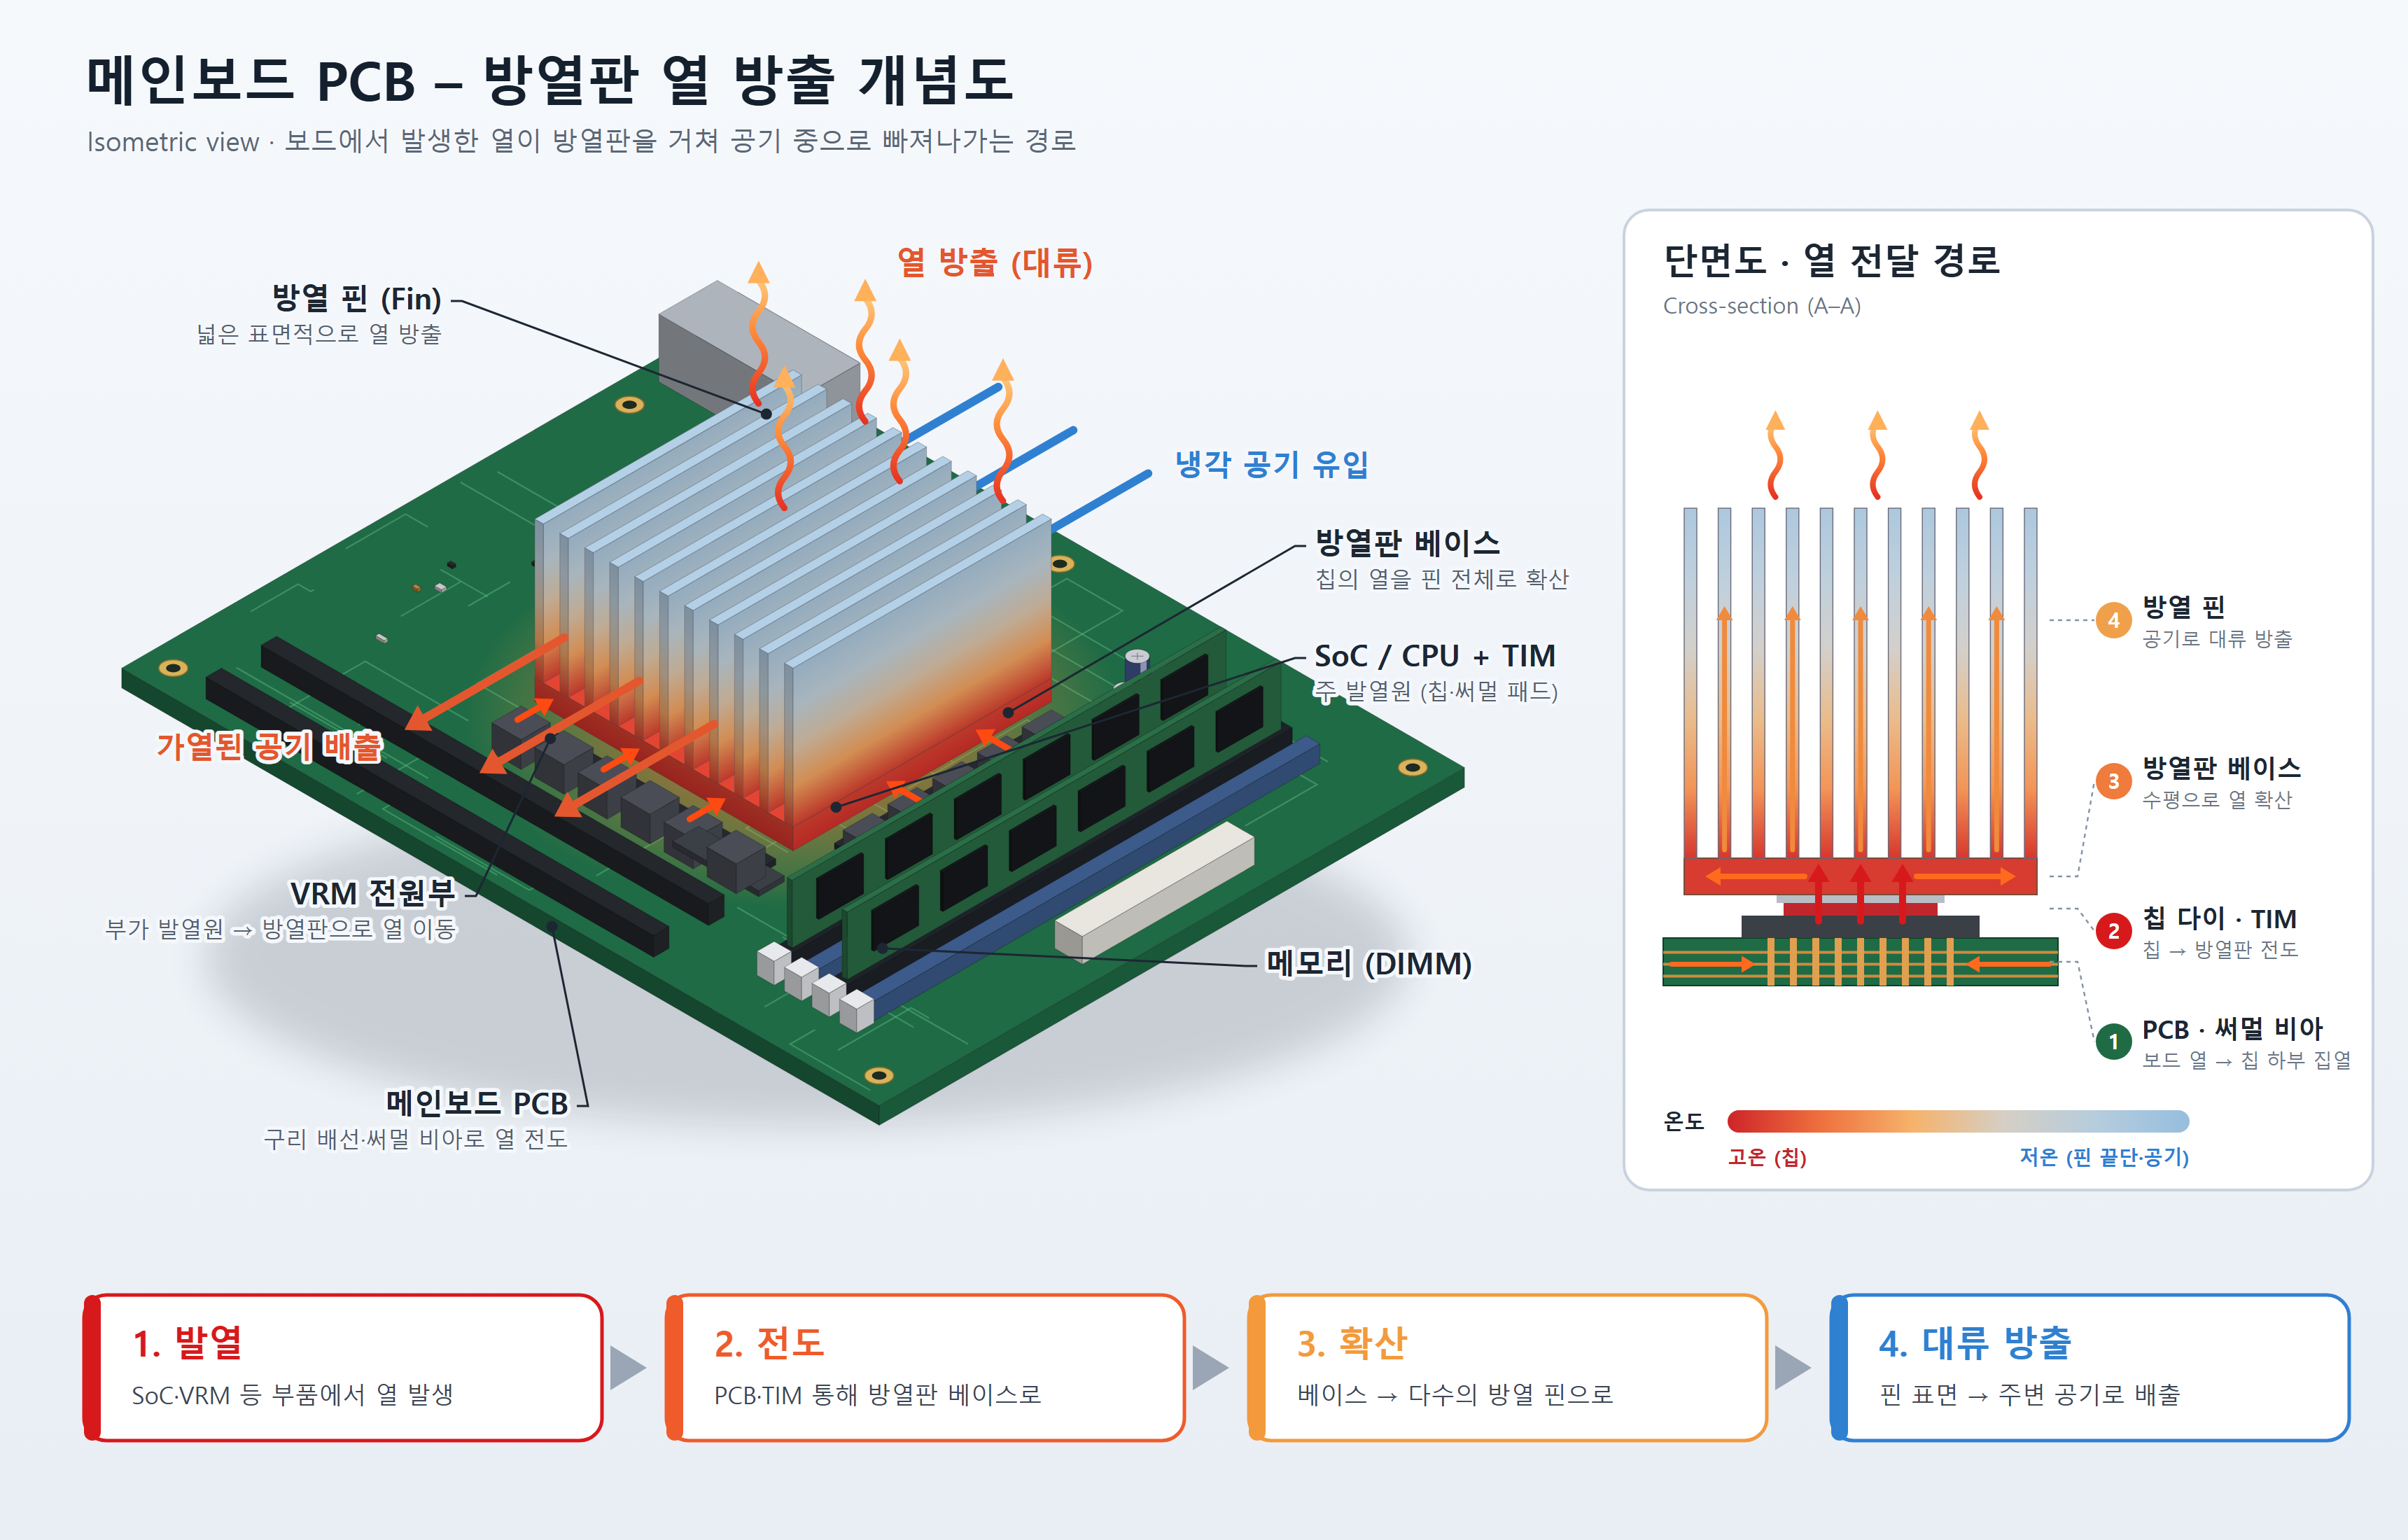 메인보드 PCB – 방열판 열 방출 개념도
Isometric view · 보드에서 발생한 열이 방열판을 거쳐 공기 중으로 빠져나가는 경로
열 방출 (대류)
방열 핀 (Fin)
넓은 표면적으로 열 방출
냉각 공기 유입
방열판 베이스
칩의 열을 핀 전체로 확산
SoC / CPU + TIM
주 발열원 (칩·써멀 패드)
가열된 공기 배출
VRM 전원부
부가 발열원 → 방열판으로 열 이동
메모리 (DIMM)
메인보드 PCB
구리 배선·써멀 비아로 열 전도
단면도 · 열 전달 경로
Cross-section (A–A)
4 방열 핀
공기로 대류 방출
3 방열판 베이스
수평으로 열 확산
2 칩 다이 · TIM
칩 → 방열판 전도
1 PCB · 써멀 비아
보드 열 → 칩 하부 집열
온도
고온 (칩)
저온 (핀 끝단·공기)
1. 발열
SoC·VRM 등 부품에서 열 발생
2. 전도
PCB·TIM 통해 방열판 베이스로
3. 확산
베이스 → 다수의 방열 핀으로
4. 대류 방출
핀 표면 → 주변 공기로 배출